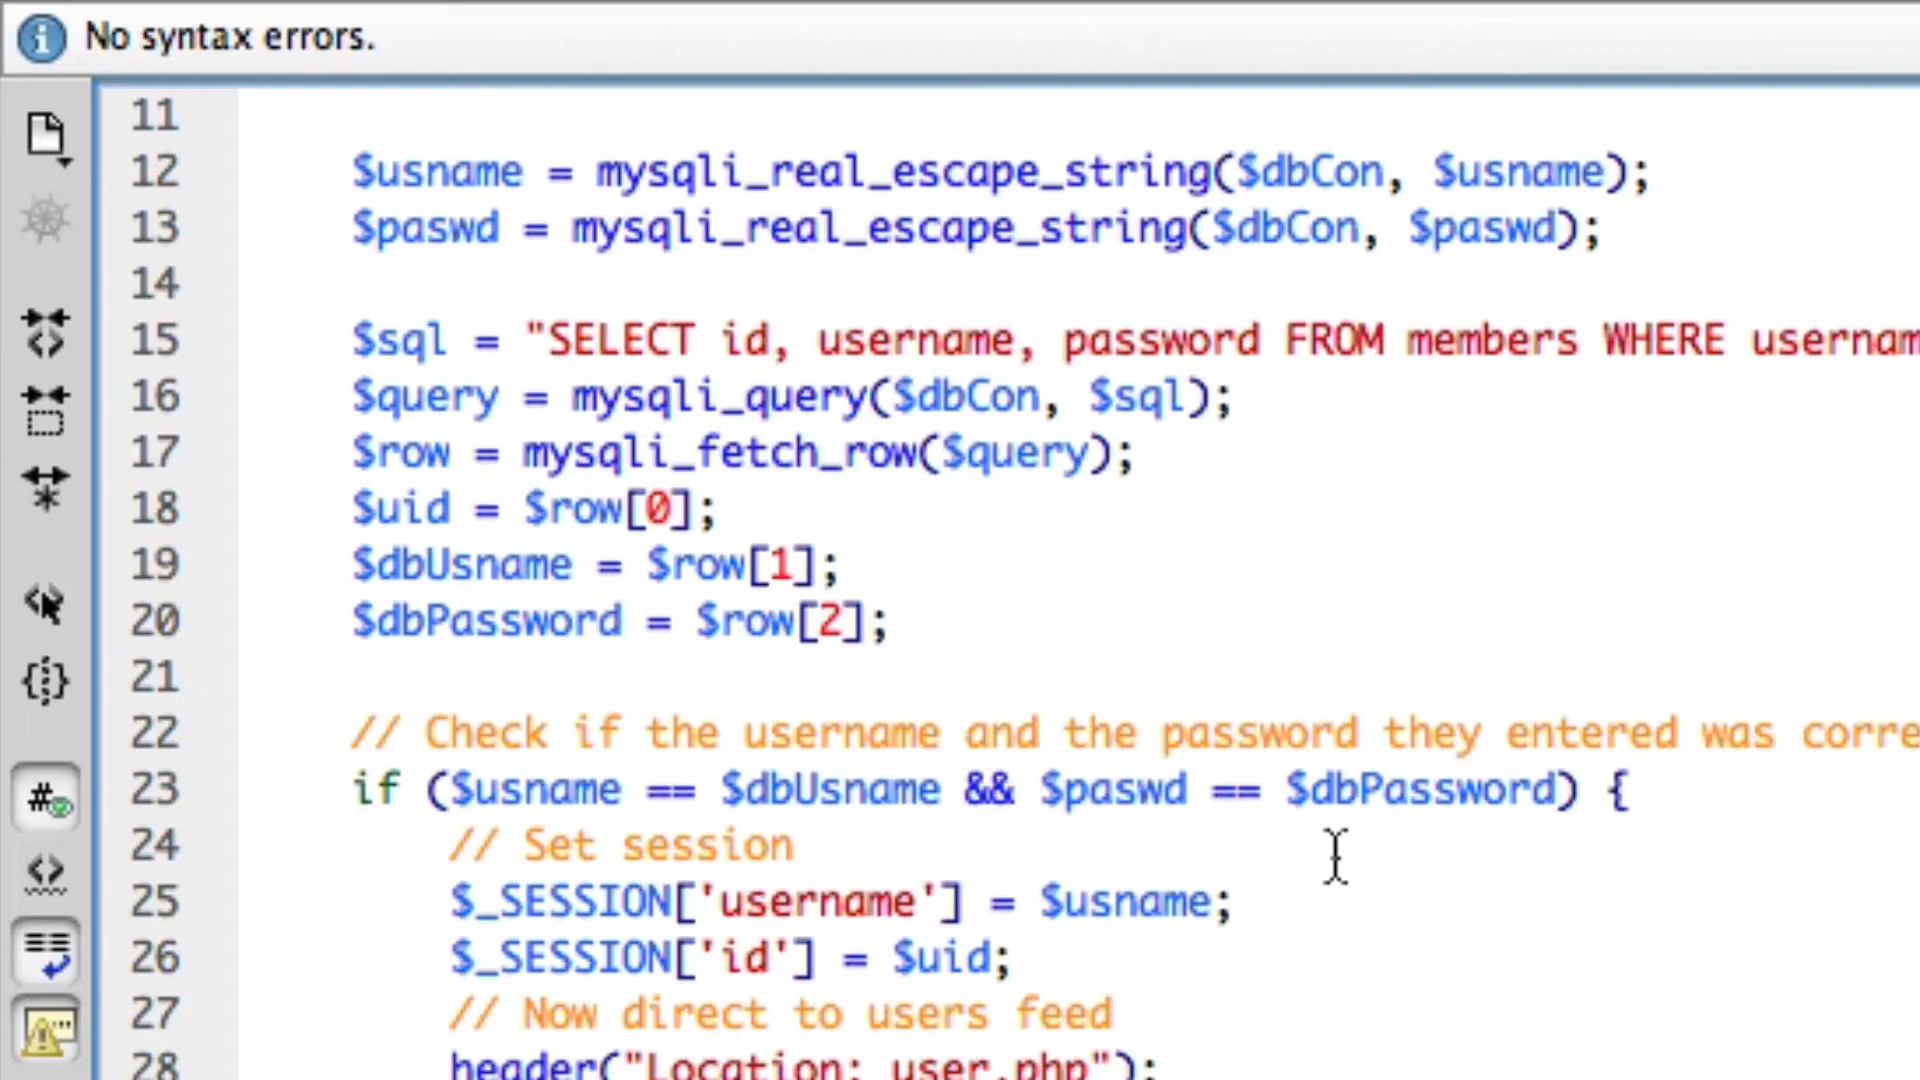 No syntax errors.
11
12 $usname = mysqli_real_escape_string($dbCon, $usname);
13 $paswd = mysqli_real_escape_string($dbCon, $paswd);
14
15 $sql = "SELECT id, username, password FROM members WHERE usernam
16 $query = mysqli_query($dbCon, $sql);
17 $row = mysqli_fetch_row($query);
18 $uid = $row[0];
19 $dbUsname = $row[1];
20 $dbPassword = $row[2];
21
22 // Check if the username and the password they entered was corre
23 if ($usname == $dbUsname && $paswd == $dbPassword) {
24 // Set session
25 $_SESSION['username'] = $usname;
26 $_SESSION['id'] = $uid;
27 // Now direct to users feed
28 header("Location: user.php");